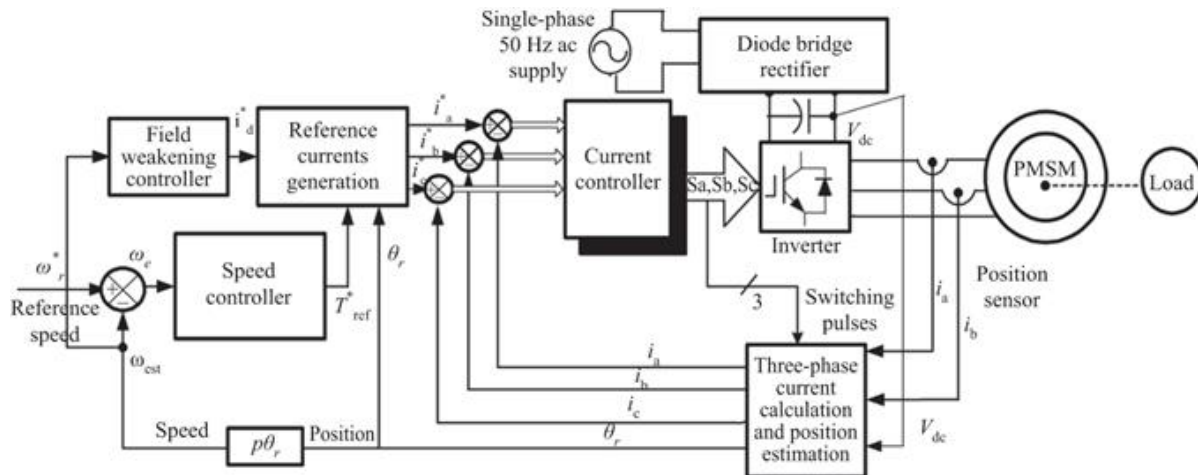 Single-phase
50 Hz ac
supply
Diode bridge
rectifier
V_dc
Field
weakening
controller
i*_d
Reference
currents
generation
i*_a
i*_b
i*_c
Current
controller
Sa,Sb,Sc
Inverter
PMSM
Load
ω*_r
Reference
speed
ω_e
+
−
Speed
controller
T*_ref
θ_r
3
Switching
pulses
Position
sensor
i_a
i_b
ω_est
i_a
i_b
i_c
θ_r
Three-phase
current
calculation
and position
estimation
V_dc
Speed
pθ_r
Position